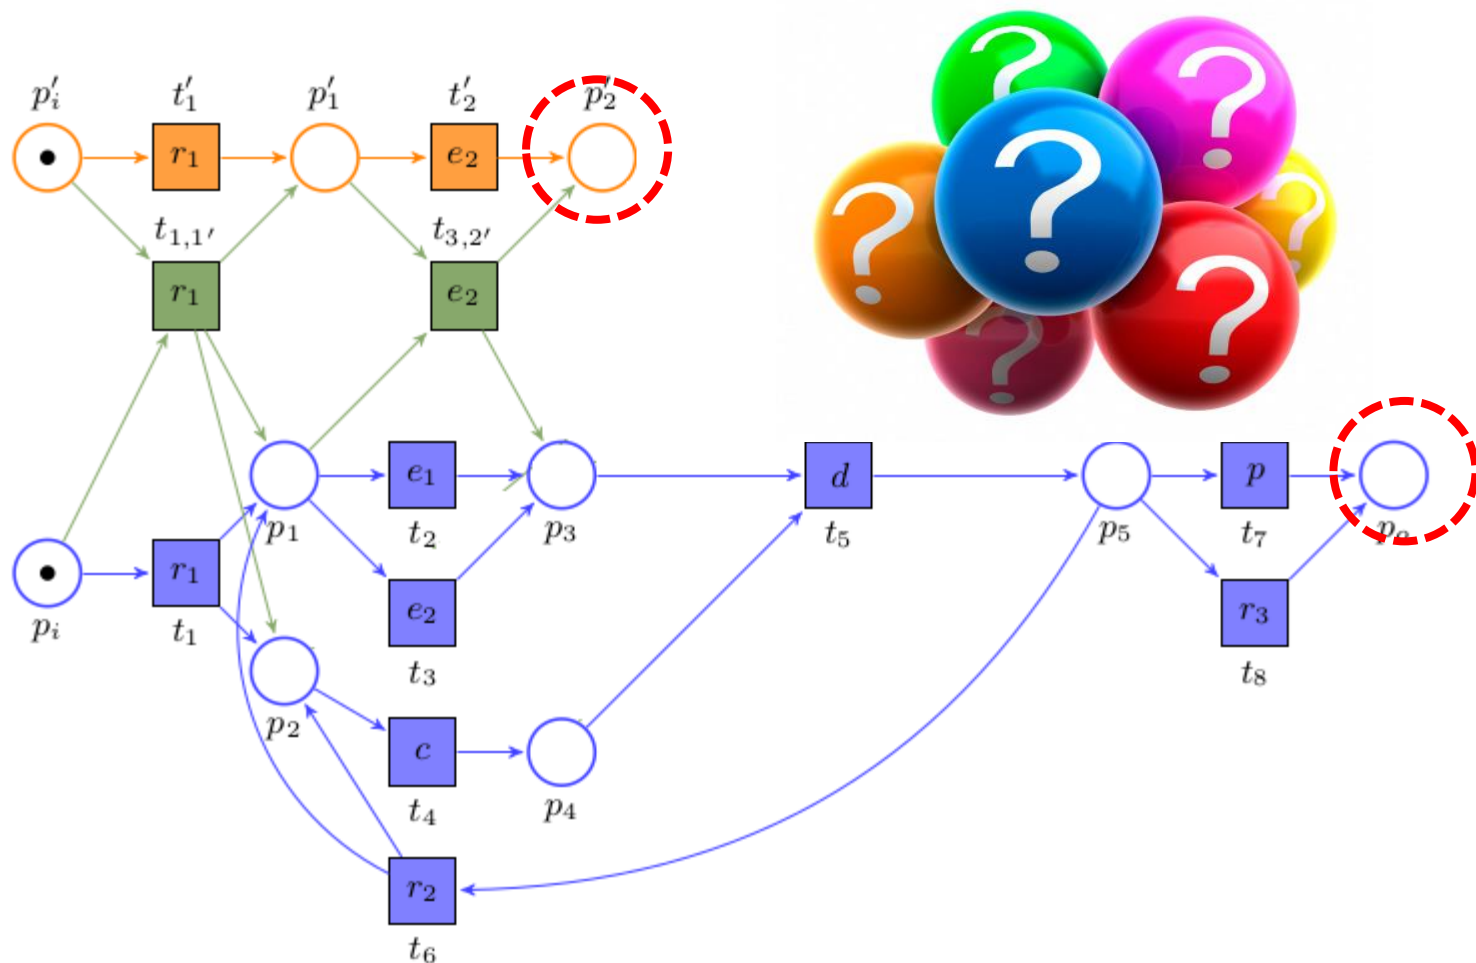 p′ᵢ t′₁ p′₁ t′₂ p′₂
r₁ e₂
t₁,₁′ t₃,₂′
r₁ e₂
? ? ? ? ? ? ?
e₁ d p
p₁ t₂ p₃ t₅ p₅ t₇
r₁ e₂ r₃
pᵢ t₁ t₃ t₈
p₂ c
t₄ p₄
r₂
t₆